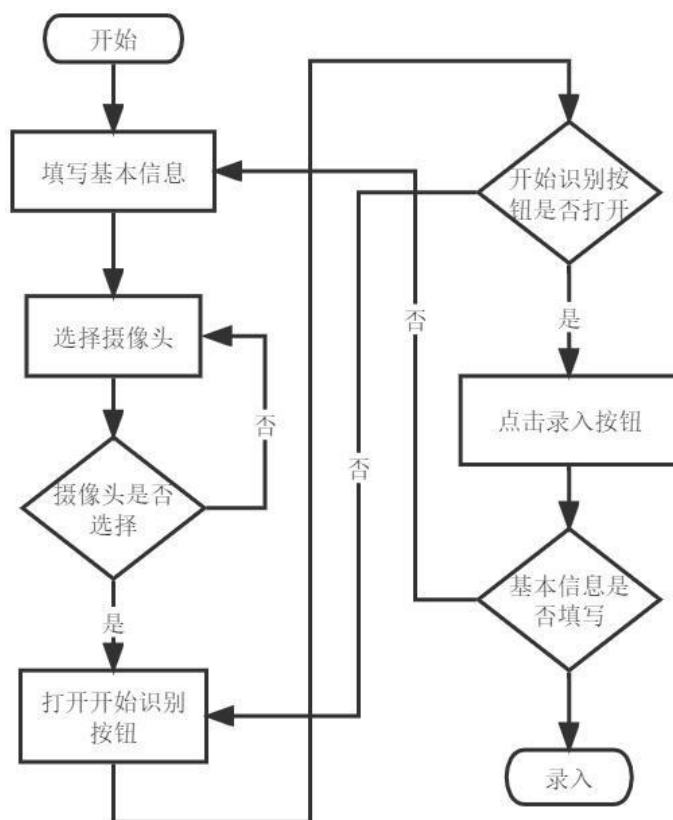 开始
填写基本信息
选择摄像头
否
摄像头是否
选择
是
打开开始识别
按钮
开始识别按
钮是否打开
否
是
点击录入按钮
基本信息是
否填写
否
录入